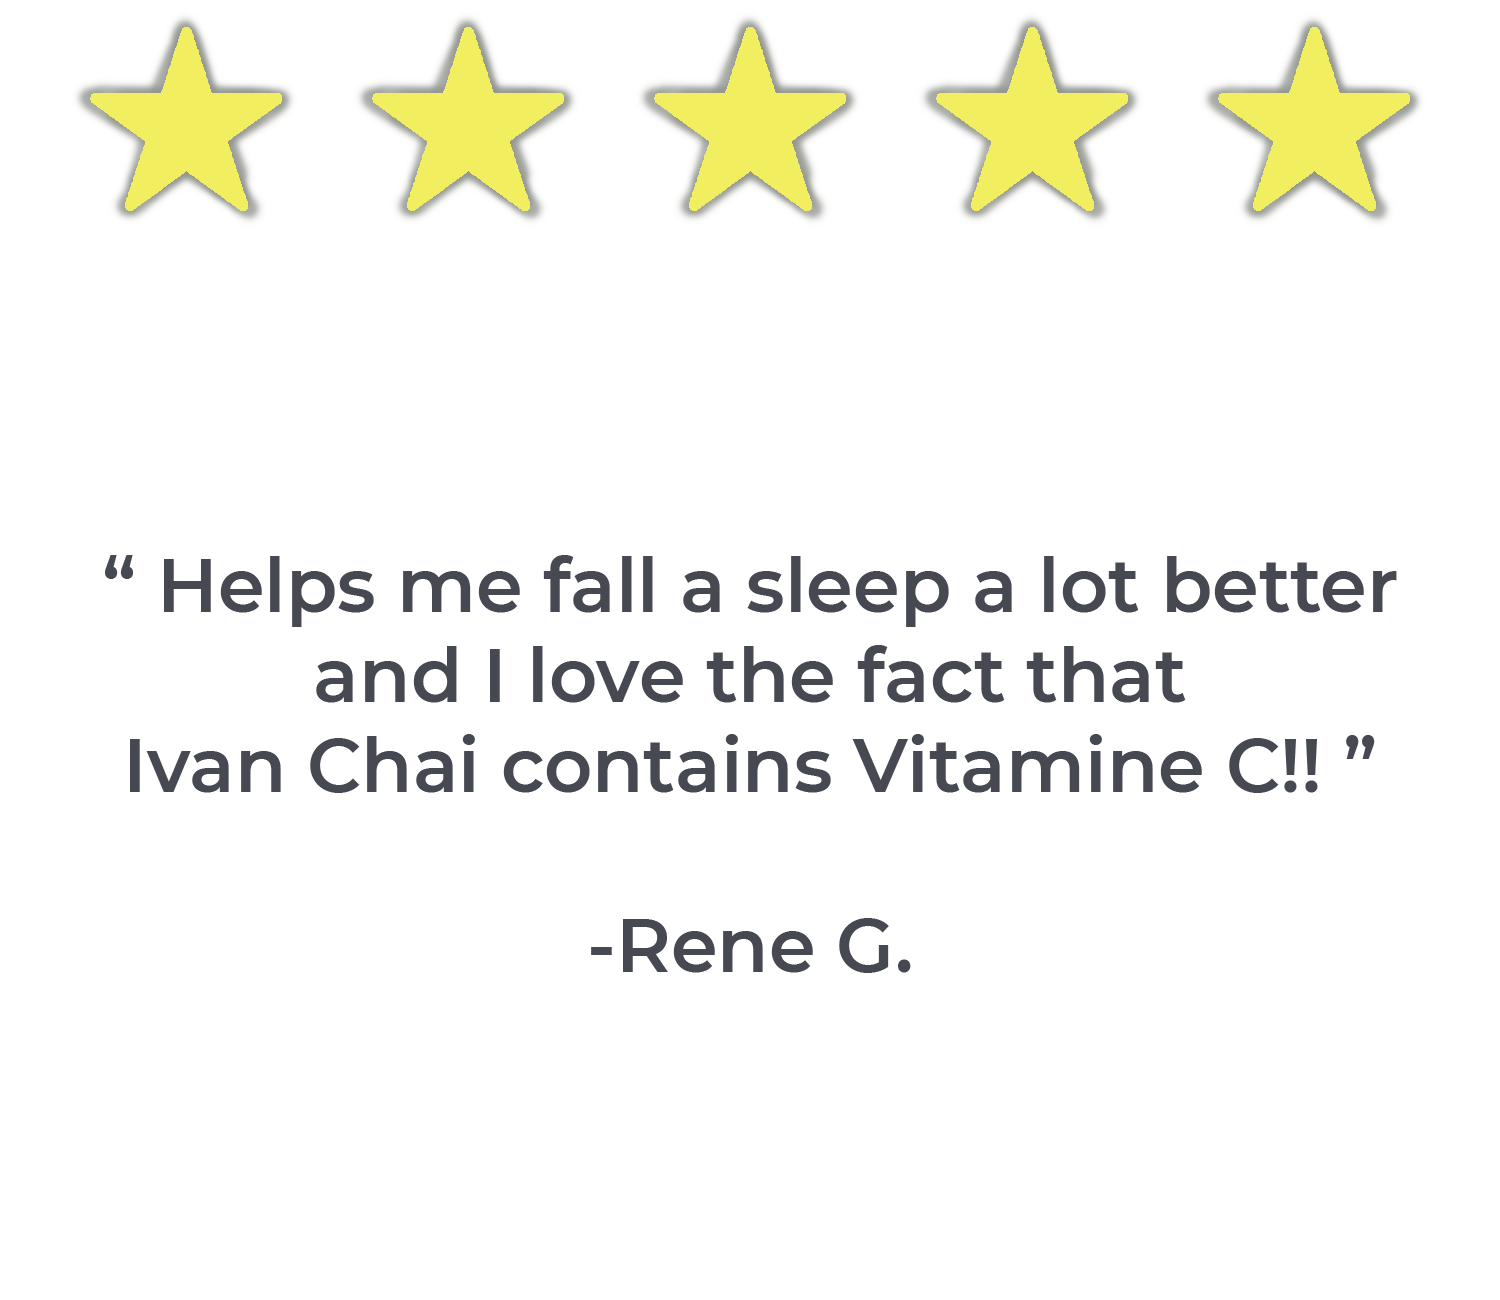 “ Helps me fall a sleep a lot better
and I love the fact that
Ivan Chai contains Vitamine C!! ”
-Rene G.